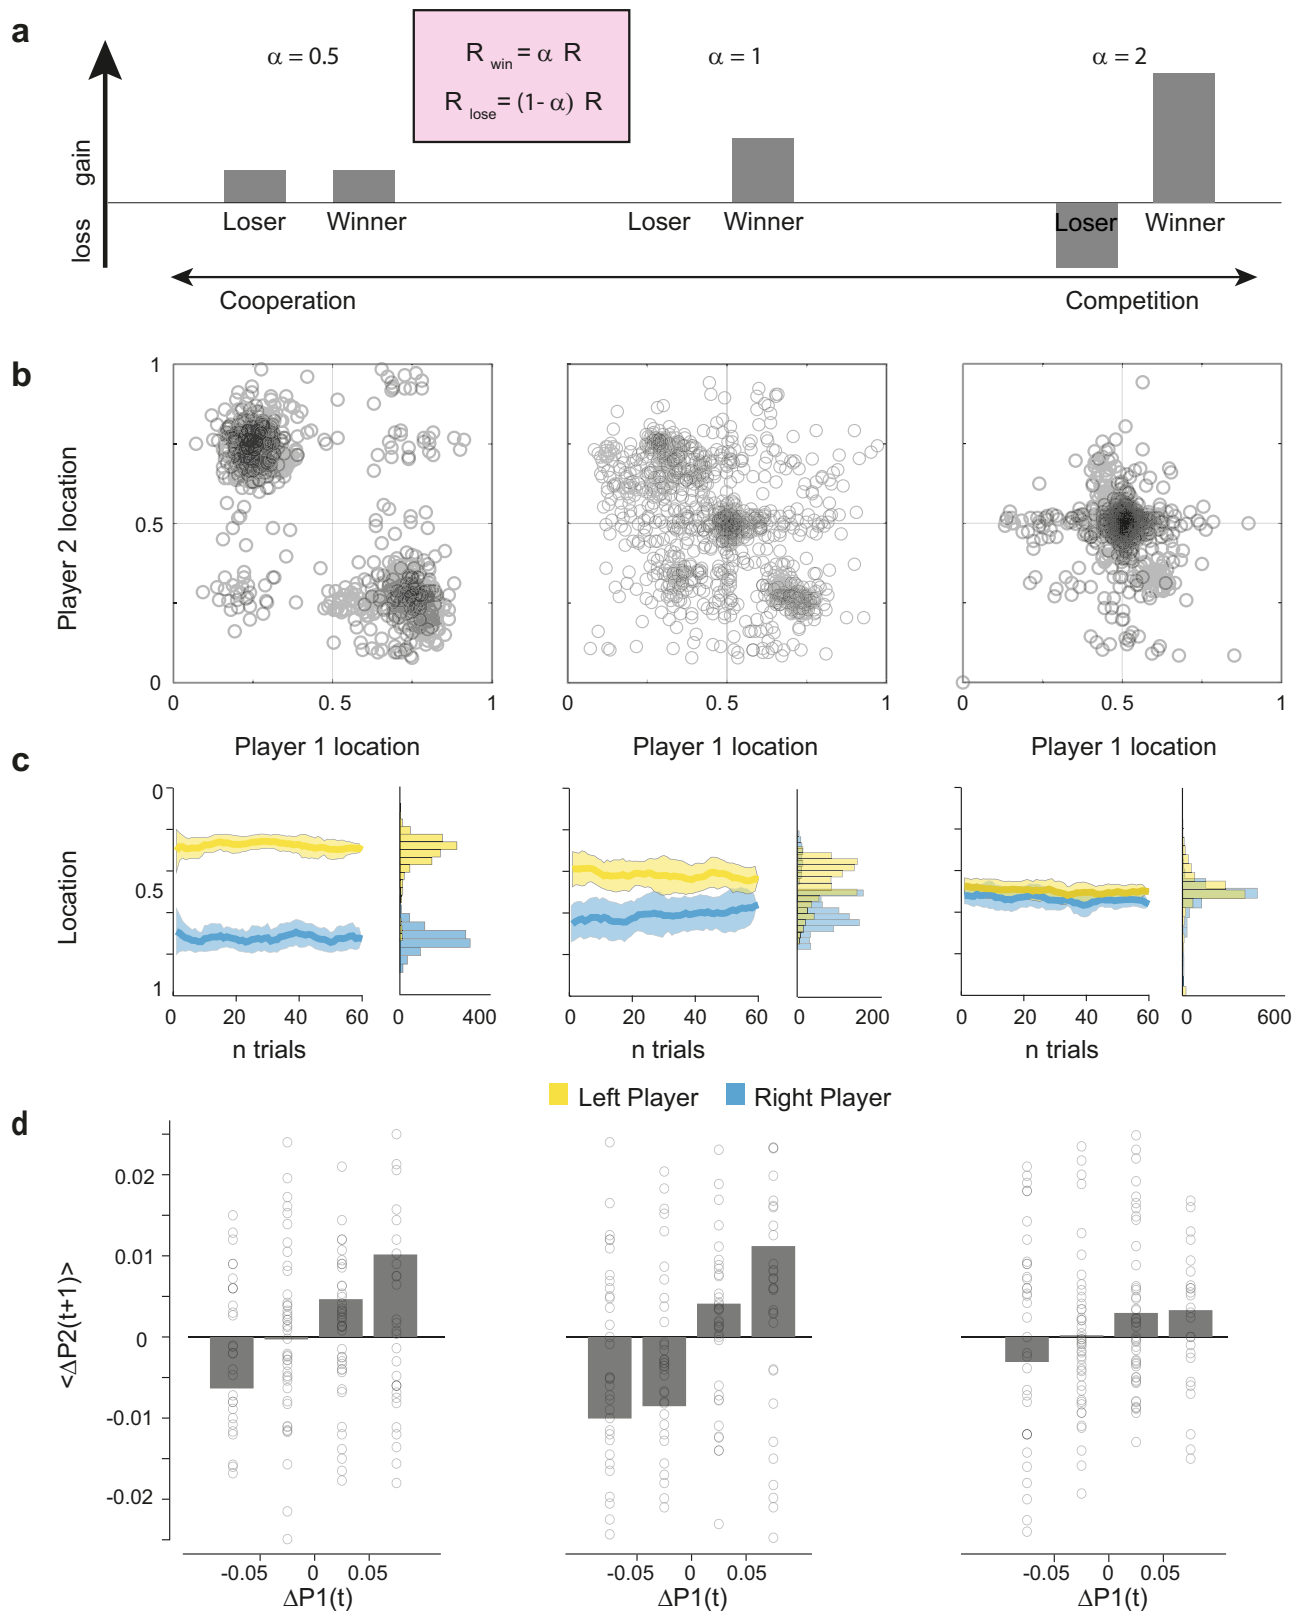 a
α = 0.5
R win = α R
R lose = (1- α) R
α = 1
α = 2
gain
loss
Loser
Winner
Loser
Winner
Loser
Winner
Cooperation
Competition
b
Player 2 location
1
0.5
0
0
0. 5
1
0
0. 5
1
0
0. 5
1
Player 1 location
Player 1 location
Player 1 location
c
Location
0
0.5
1
0
20
40
60
0
400
0
20
40
60
0
200
0
20
40
60
0
600
n trials
n trials
n trials
Left Player
Right Player
d
<ΔP2(t+1)>
0.02
0.01
0
-0.01
-0.02
-0.05
0
0.05
-0.05
0
0.05
-0.05
0
0.05
ΔP1(t)
ΔP1(t)
ΔP1(t)